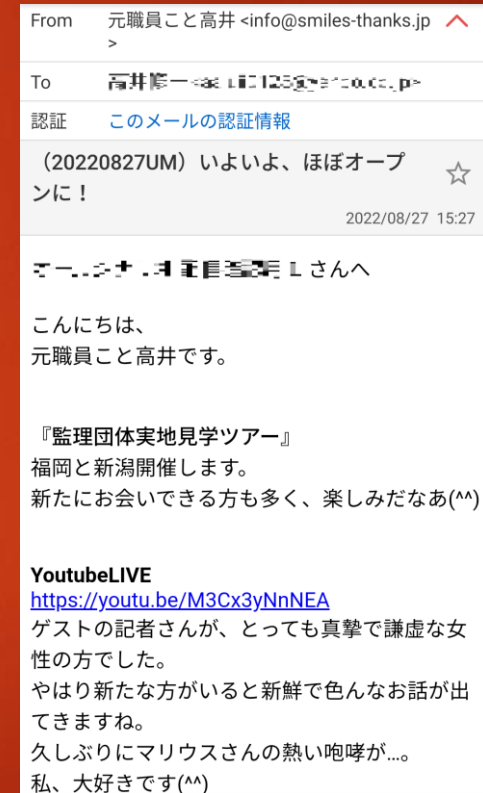 From 元職員こと高井 <info@smiles-thanks.jp
>
To
認証 このメールの認証情報
（20220827UM）いよいよ、ほぼオープ
ンに！
2022/08/27 15:27
さんへ
こんにちは、
元職員こと高井です。
『監理団体実地見学ツアー』
福岡と新潟開催します。
新たにお会いできる方も多く、楽しみだなあ(^^)
YoutubeLIVE
https://youtu.be/M3Cx3yNnNEA
ゲストの記者さんが、とっても真摯で謙虚な女
性の方でした。
やはり新たな方がいると新鮮で色んなお話が出
てきますね。
久しぶりにマリウスさんの熱い咆哮が…。
私、大好きです(^^)